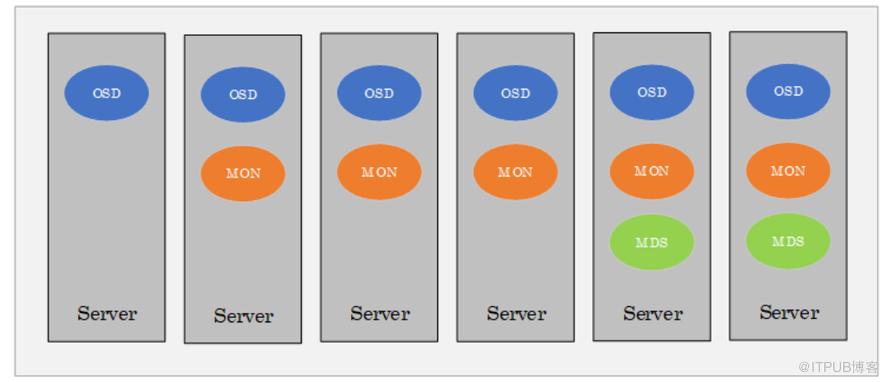 OSD OSD OSD OSD OSD OSD
MON MON MON MON MON
MDS MDS
Server Server Server Server Server Server
@ITPUB博客